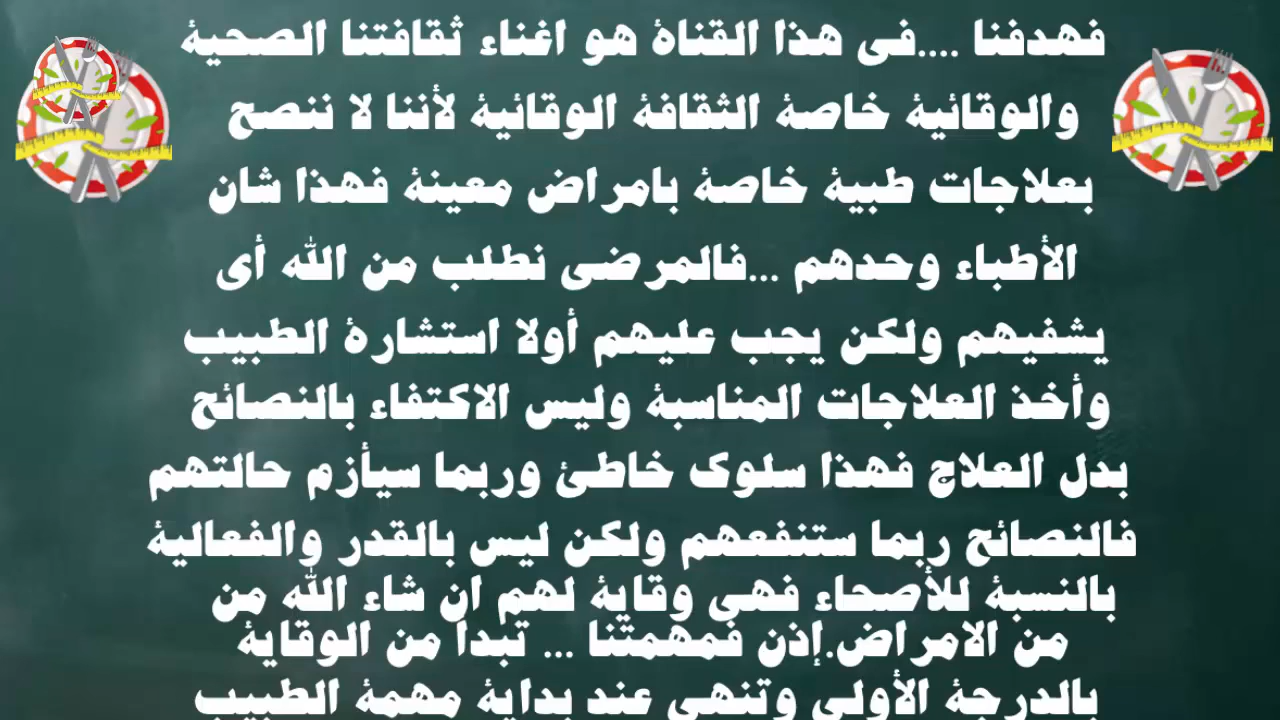 فهدفنا ....فى هذا القناة هو اغناء ثقافتنا الصحية
والوقائية خاصة الثقافة الوقائية لأننا لا ننصح
بعلاجات طبية خاصة بامراض معينة فهذا شان
الأطباء وحدهم ...فالمرضى نطلب من الله أى
يشفيهم ولكن يجب عليهم أولا استشارة الطبيب
وأخذ العلاجات المناسبة وليس الاكتفاء بالنصائح
بدل العلاج فهذا سلوك خاطئ وربما سيأزم حالتهم
فالنصائح ربما ستنفعهم ولكن ليس بالقدر والفعالية
بالنسبة للأصحاء فهى وقاية لهم ان شاء الله من
من الامراض.إذن فمهمتنا ... تبدأ من الوقاية
بالدرجة الأولى وتنهى عند بداية مهمة الطبيب